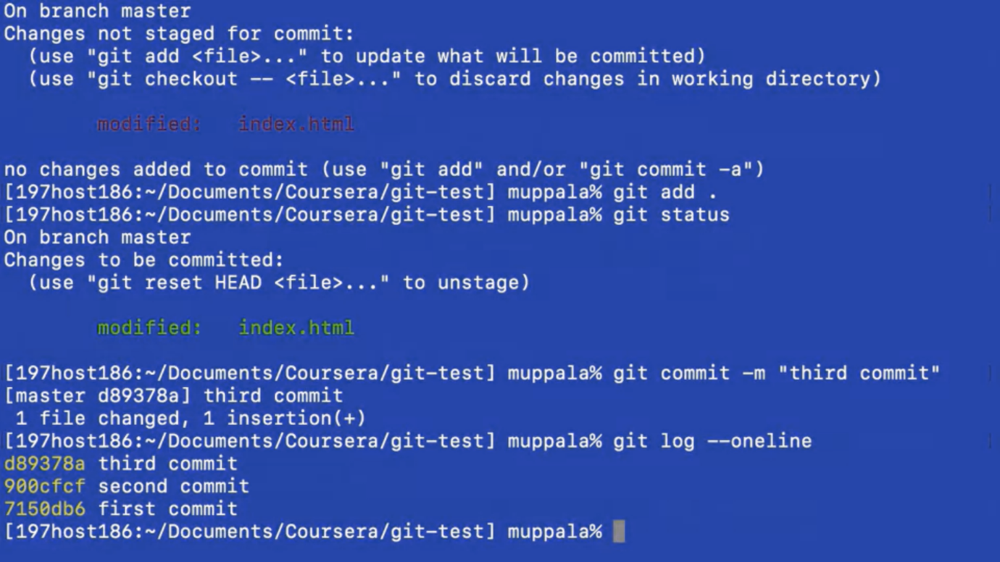 On branch master
Changes not staged for commit:
  (use "git add <file>..." to update what will be committed)
  (use "git checkout -- <file>..." to discard changes in working directory)

        modified:   index.html

no changes added to commit (use "git add" and/or "git commit -a")
[197host186:~/Documents/Coursera/git-test] muppala% git add .
[197host186:~/Documents/Coursera/git-test] muppala% git status
On branch master
Changes to be committed:
  (use "git reset HEAD <file>..." to unstage)

        modified:   index.html

[197host186:~/Documents/Coursera/git-test] muppala% git commit -m "third commit"
[master d89378a] third commit
 1 file changed, 1 insertion(+)
[197host186:~/Documents/Coursera/git-test] muppala% git log --oneline
d89378a third commit
900cfcf second commit
7150db6 first commit
[197host186:~/Documents/Coursera/git-test] muppala%